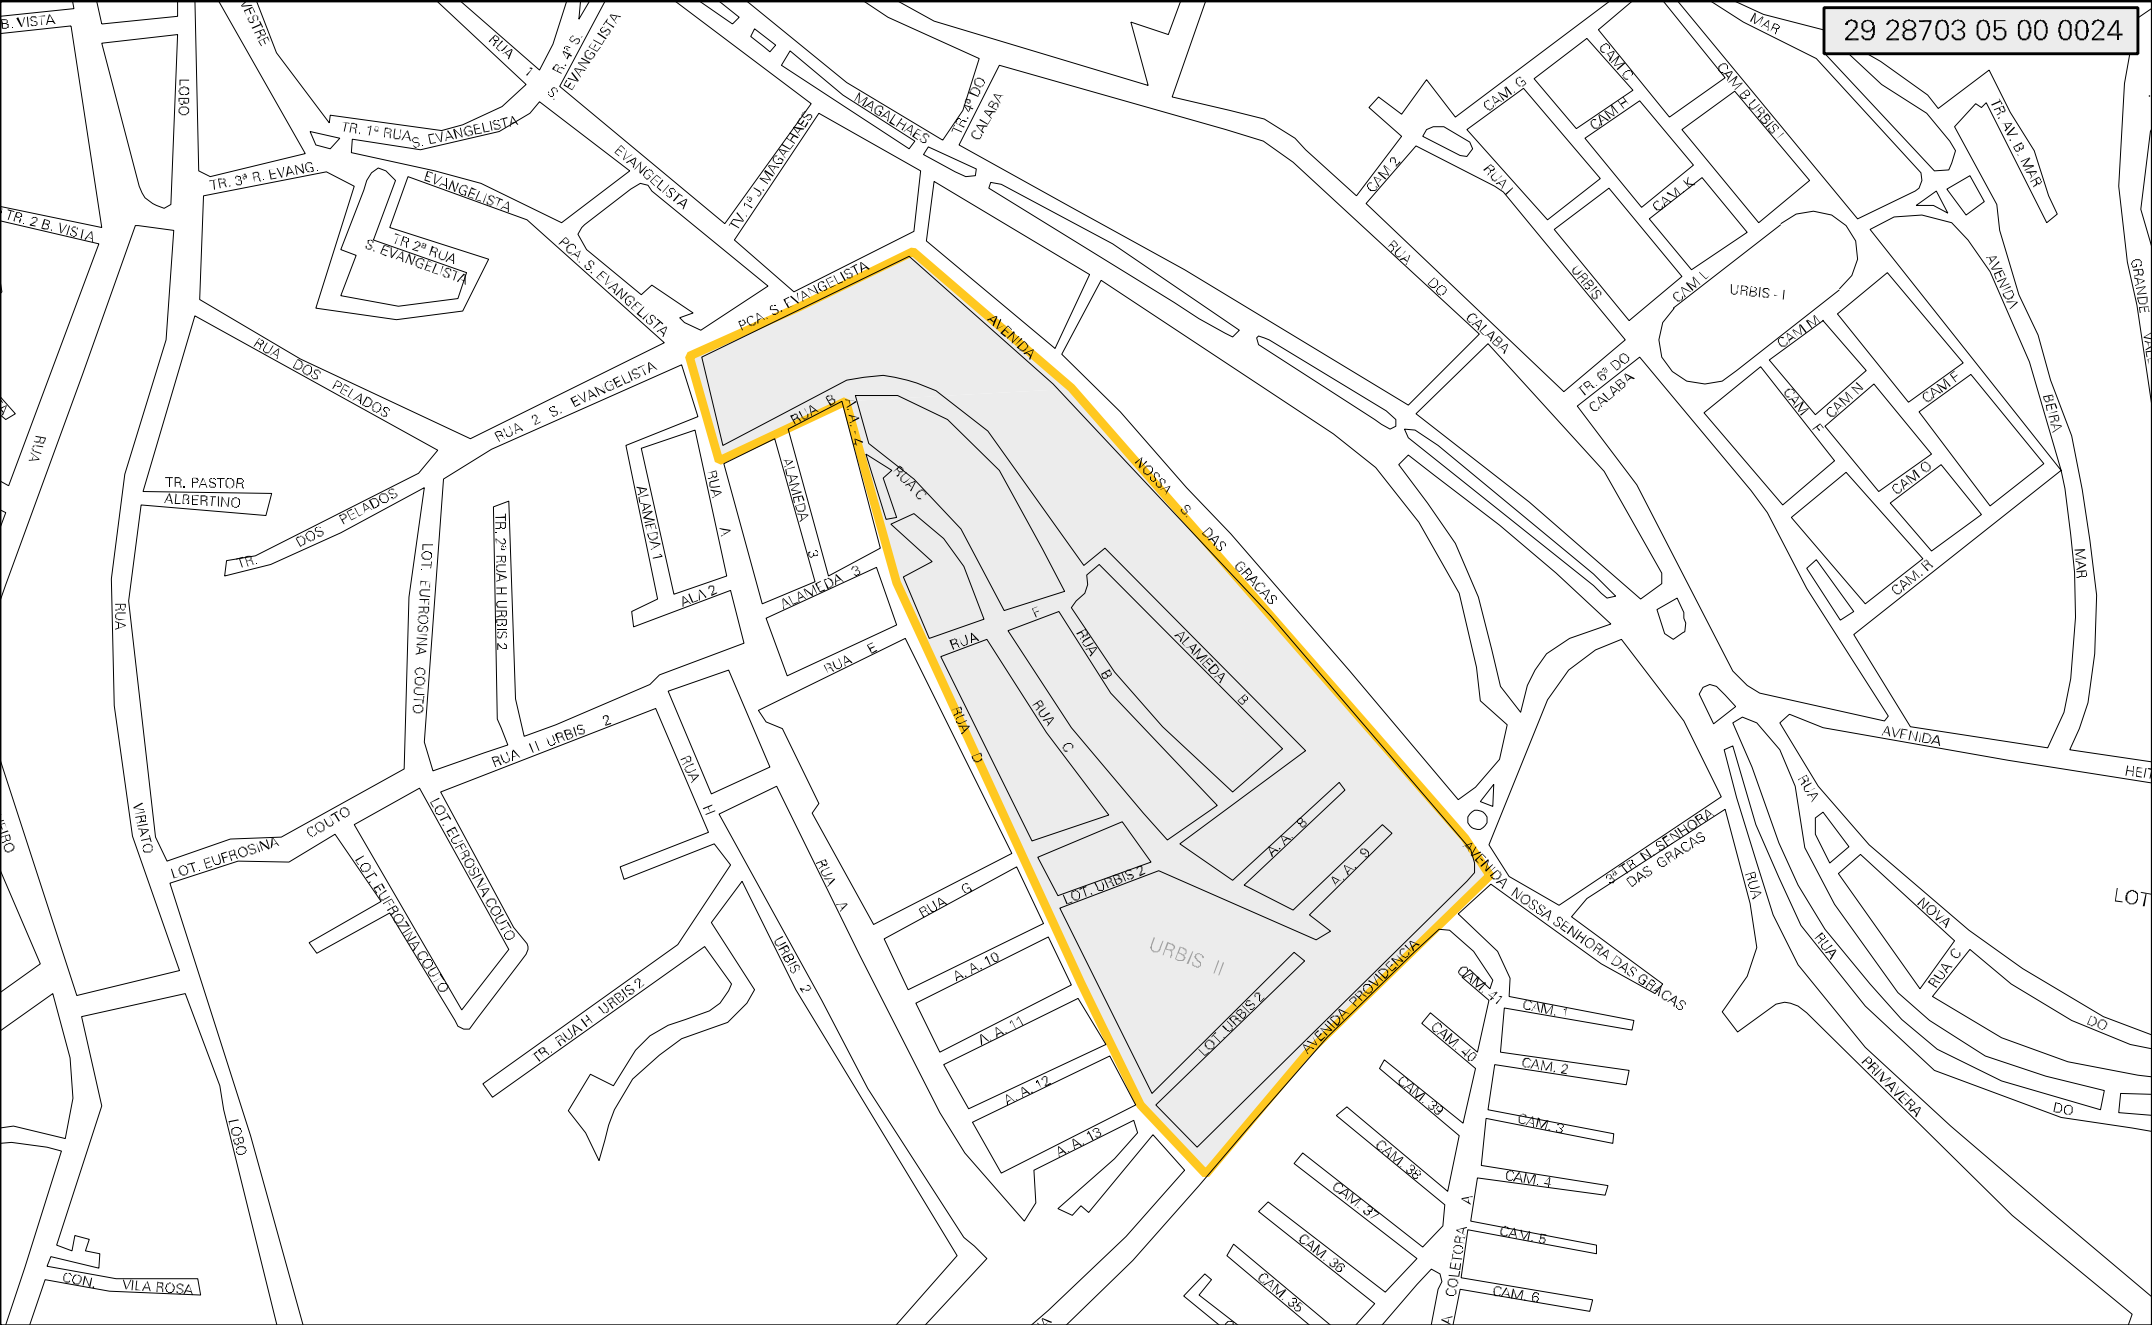 29 28703 05 00 0024
B. VISTA
LOBO
RUA 1
R. 4ª S.
EVANGELISTA
S.
TR. 1ª RUA
S. EVANGELISTA
TR. 3ª R. EVANG.
EVANGELISTA
TR. 2 B. VISTA
TR 2ª RUA
S. EVANGELISTA
PCA. S. EVANGELISTA
EVANGELISTA
TV. 1ª J. MAGALHAES
MAGALHAES
TR. 4ª DO
CALABA
PCA. S. EVANGELISTA
AVENIDA
NOSSA
S.
DAS
GRACAS
CAM. G
CAM C
CAM H
CAM B URBIS I
CAM 2
RUA I
URBIS
CAM. K
CAM L
RUA
DO
CALABA
TR. 6ª DO
CALABA
URBIS - I
MAR
TR. AV. B. MAR
AVENIDA
BEIRA
MAR
GRANDE
CAM M
CAM N
CAM F
CAM O
CAM. R
AVENIDA
RUA DOS PELADOS
RUA 2 S. EVANGELISTA
RUA
TR. PASTOR
ALBERTINO
TR. DOS PELADOS
LOT. EUFROSINA COUTO
TR. 2ª RUA H URBIS 2
ALAMEDA 1
RUA A
ALAMEDA 3
ALAMEDA 3
ALA 2
RUA B
RUA C
RUA F
RUA E
RUA B
ALAMEDA B
RUA C
RUA D
RUA
VIRIATO
LOBO
RUA II URBIS 2
RUA H
LOT. EUFROSINA COUTO
LOT. EUFROSINA COUTO
LOT. EUFROZINA COUTO
TR. RUA H URBIS 2
URBIS 2
RUA A
RUA G
A. A. 10
A. A. 11
A. A. 12
A. A. 13
A. A. 8
A. A. 9
LOT. URBIS 2
URBIS II
LOT. URBIS 2
AVENIDA PROVIDENCIA
AVENIDA NOSSA SENHORA DAS GRACAS
3ª TR. N. SENHORA
DAS GRACAS
RUA
RUA
NOVA
RUA C
RUA
DO
DO
PRIVAVERA
LOT
CAM. 41
CAM. 40
CAM. 39
CAM. 38
CAM. 37
CAM. 36
CAM. 35
CAM. 1
CAM. 2
CAM. 3
CAM. 4
CAM. 5
CAM. 6
COLETORA A
CON. VILA ROSA